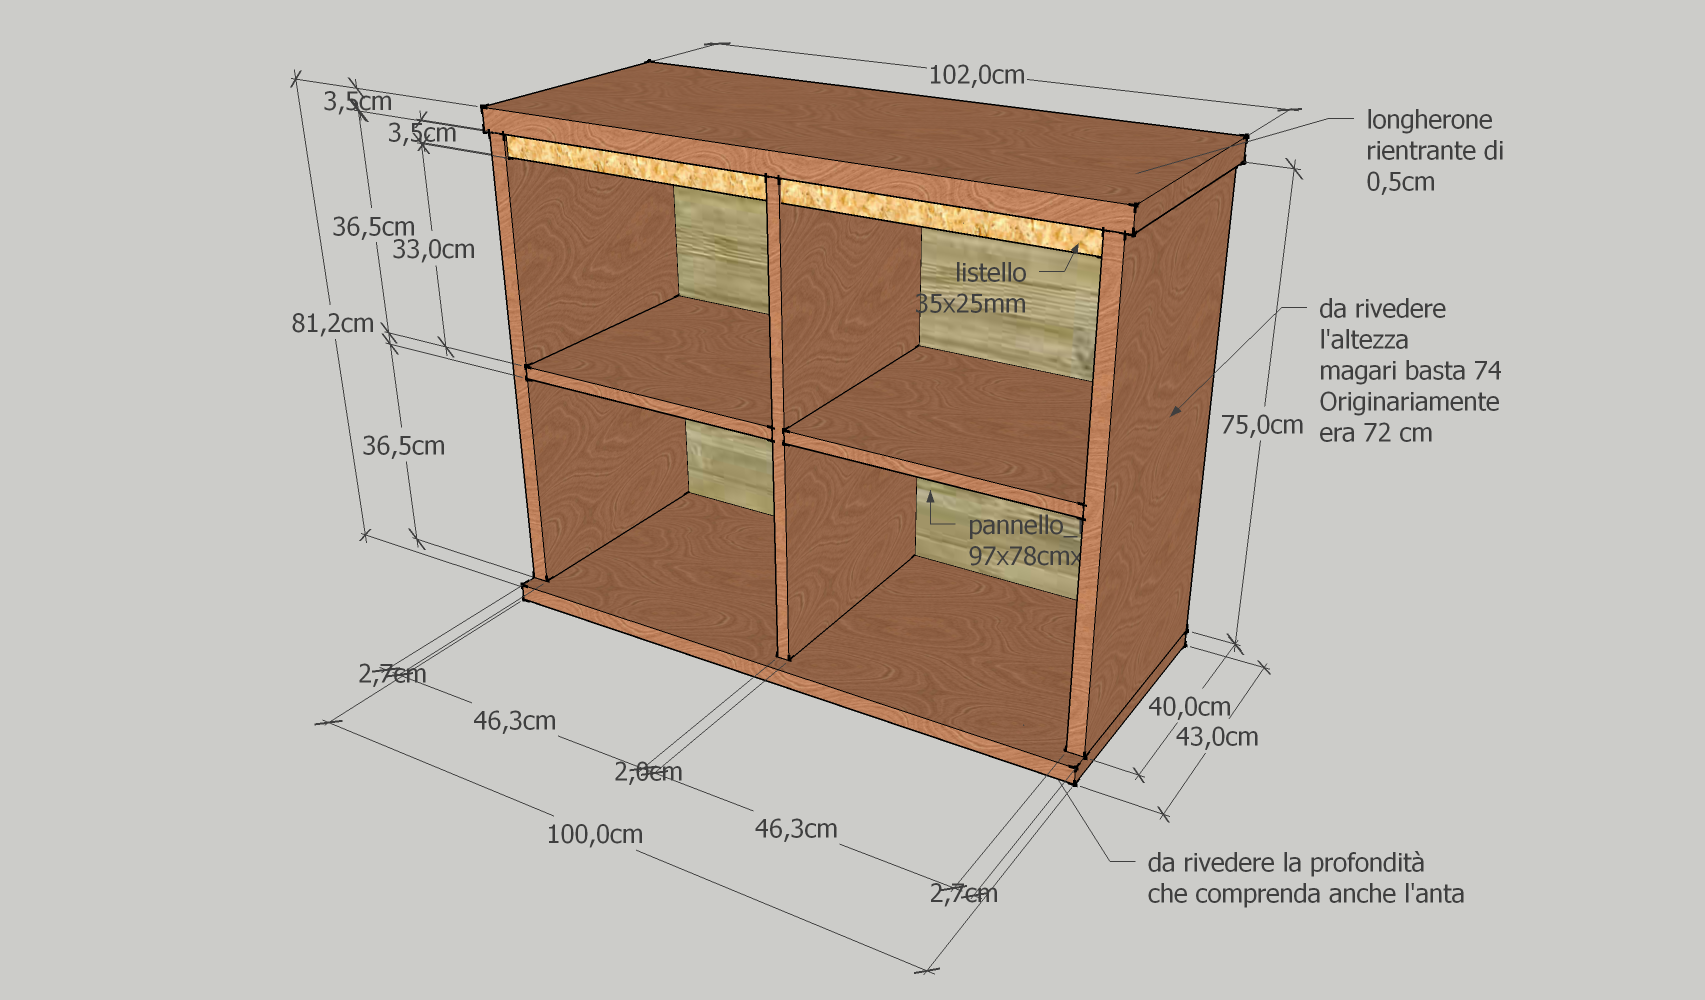 102,0cm
3,5cm
3,5cm
longherone
rientrante di
0,5cm
36,5cm
33,0cm
listello
35x25mm
81,2cm
da rivedere
l'altezza
magari basta 74
Originariamente
era 72 cm
75,0cm
36,5cm
pannello_
97x78cmx
2,7cm
46,3cm
40,0cm
43,0cm
2,0cm
100,0cm
46,3cm
2,7cm
da rivedere la profondità
che comprenda anche l'anta